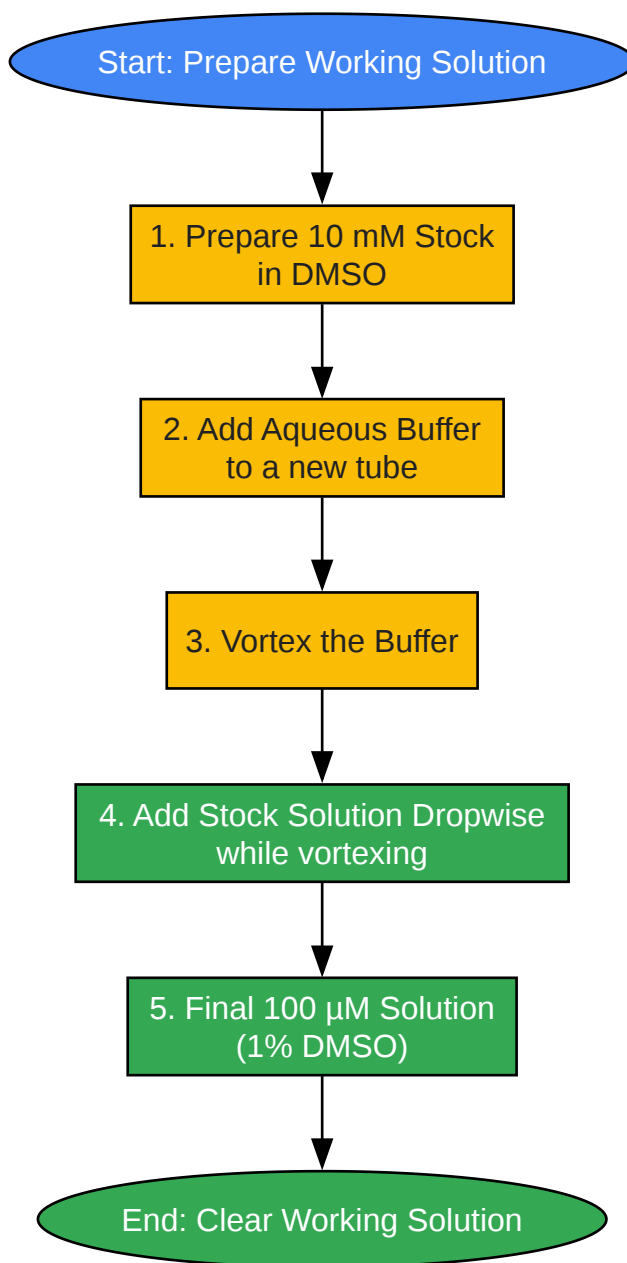 Start: Prepare Working Solution
1. Prepare 10 mM Stock
in DMSO
2. Add Aqueous Buffer
to a new tube
3. Vortex the Buffer
4. Add Stock Solution Dropwise
while vortexing
5. Final 100 µM Solution
(1% DMSO)
End: Clear Working Solution